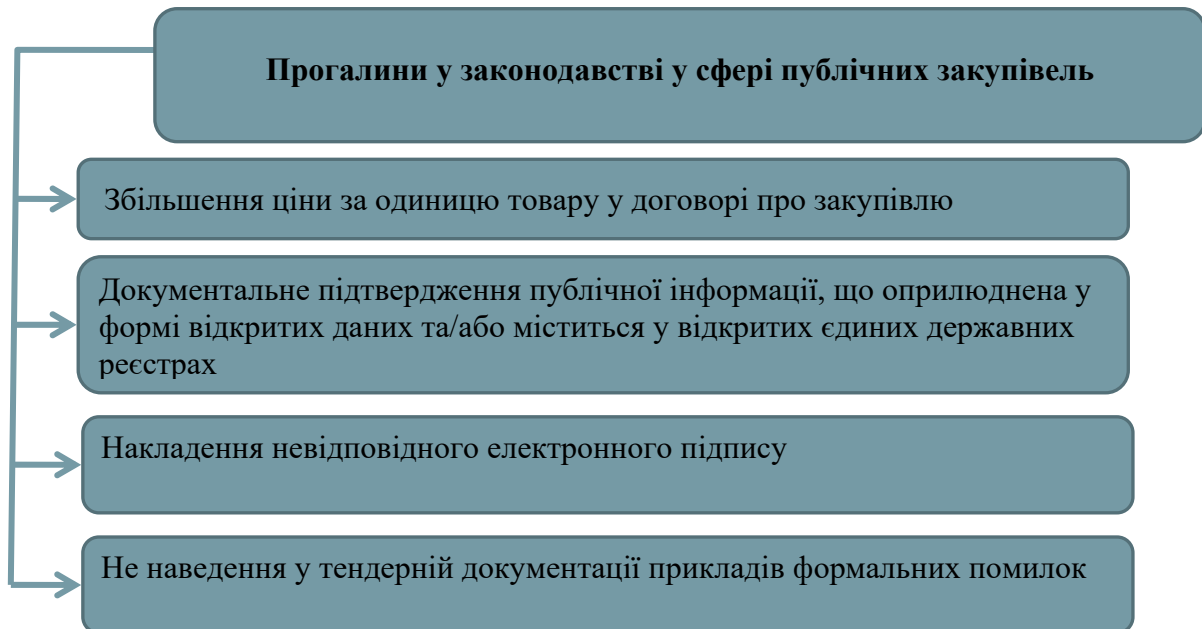 Прогалини у законодавстві у сфері публічних закупівель
Збільшення ціни за одиницю товару у договорі про закупівлю
Документальне підтвердження публічної інформації, що оприлюднена у
формі відкритих даних та/або міститься у відкритих єдиних державних
реєстрах
Накладення невідповідного електронного підпису
Не наведення у тендерній документації прикладів формальних помилок